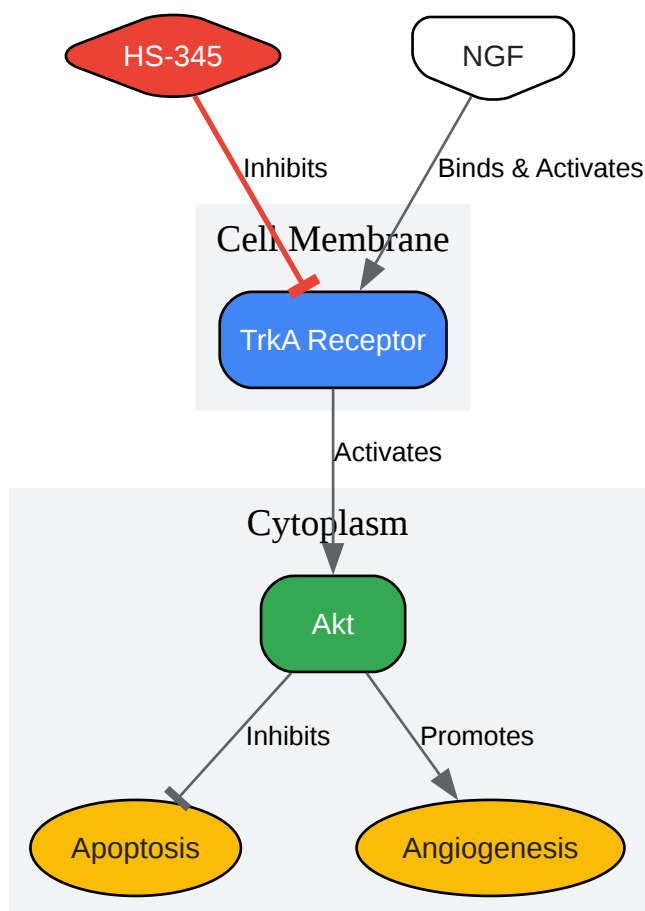 HS-345
NGF
Inhibits
Binds & Activates
Cell Membrane
TrkA Receptor
Activates
Cytoplasm
Akt
Inhibits
Promotes
Apoptosis
Angiogenesis